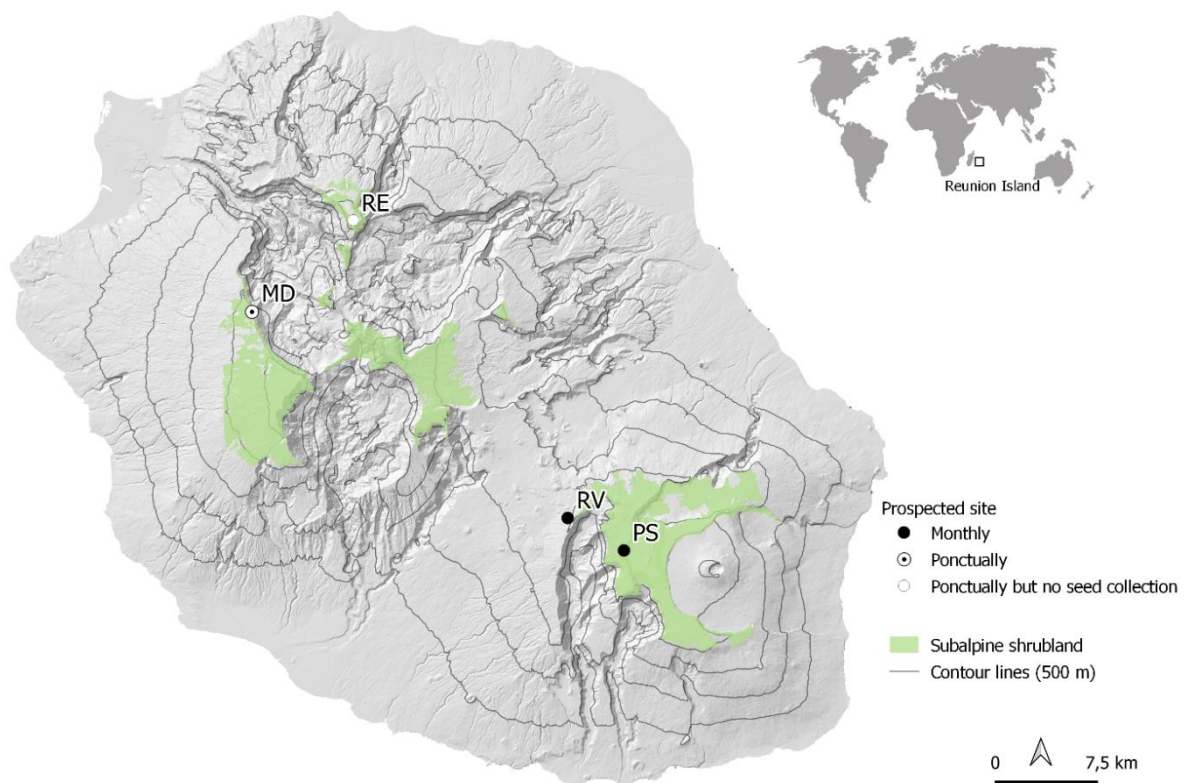 Reunion Island
RE
MD
RV
PS
Prospected site
Monthly
Ponctually
Ponctually but no seed collection
Subalpine shrubland
Contour lines (500 m)
0 7,5 km